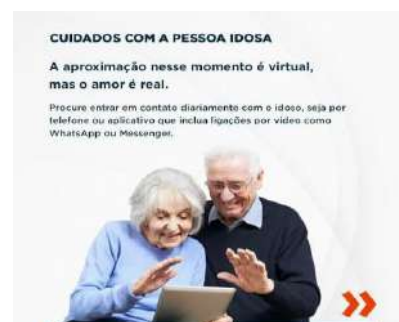 CUIDADOS COM A PESSOA IDOSA
A aproximação nesse momento é virtual,
mas o amor é real.
Procure entrar em contato diariamente com o idoso, seja por
telefone ou aplicativo que inclua ligações por vídeo como
WhatsApp ou Messenger.